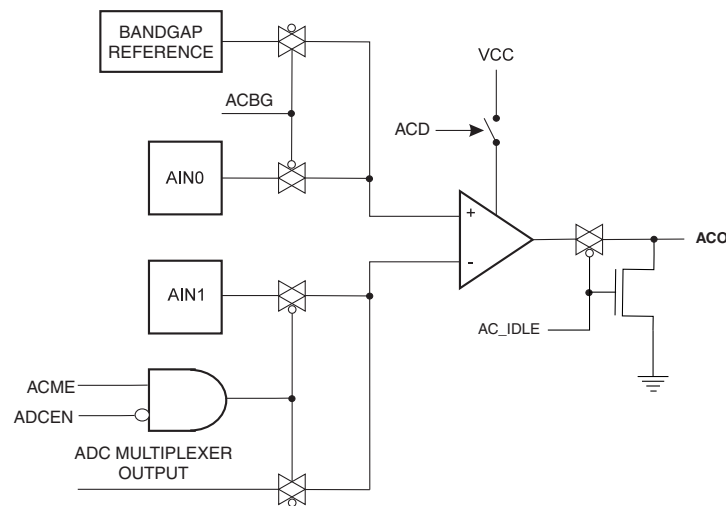 BANDGAP
REFERENCE
VCC
ACBG
ACD
AIN0
+
-
ACO
AIN1
AC_IDLE
ACME
ADCEN
ADC MULTIPLEXER
OUTPUT